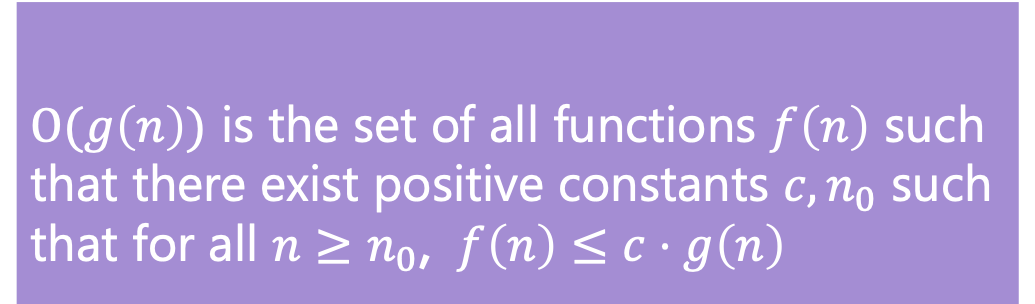 O(g(n)) is the set of all functions f(n) such
that there exist positive constants c, n₀ such
that for all n ≥ n₀, f(n) ≤ c · g(n)